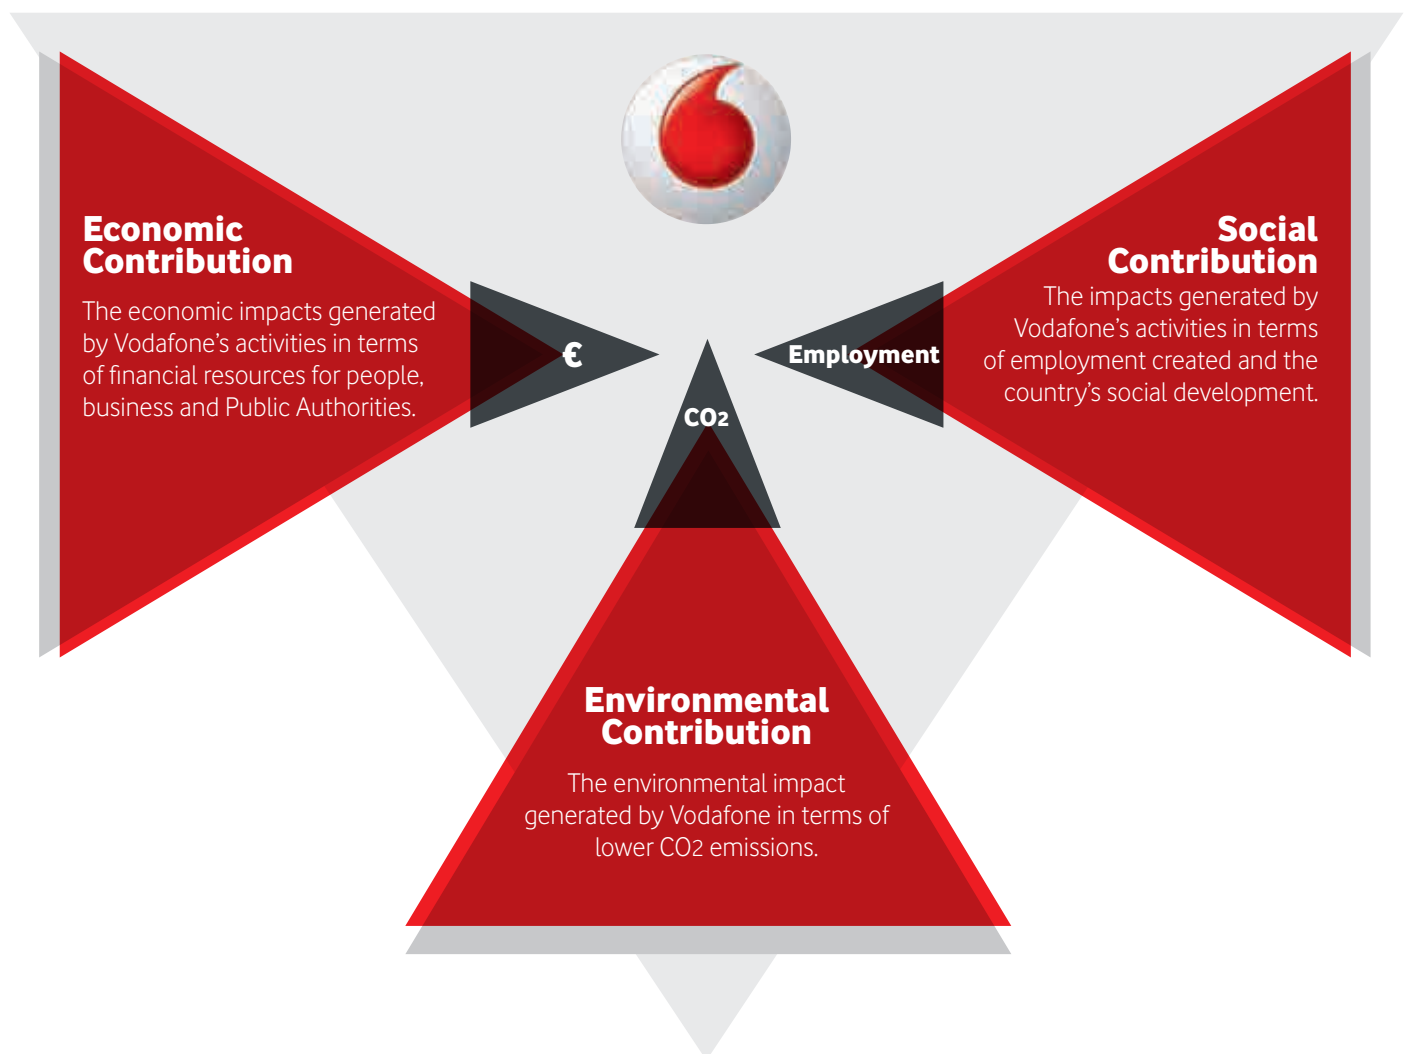 Economic
Contribution
The economic impacts generated
by Vodafone’s activities in terms
of financial resources for people,
business and Public Authorities.
€
CO2
Employment
Social
Contribution
The impacts generated by
Vodafone’s activities in terms
of employment created and the
country’s social development.
Environmental
Contribution
The environmental impact
generated by Vodafone in terms of
lower CO2 emissions.